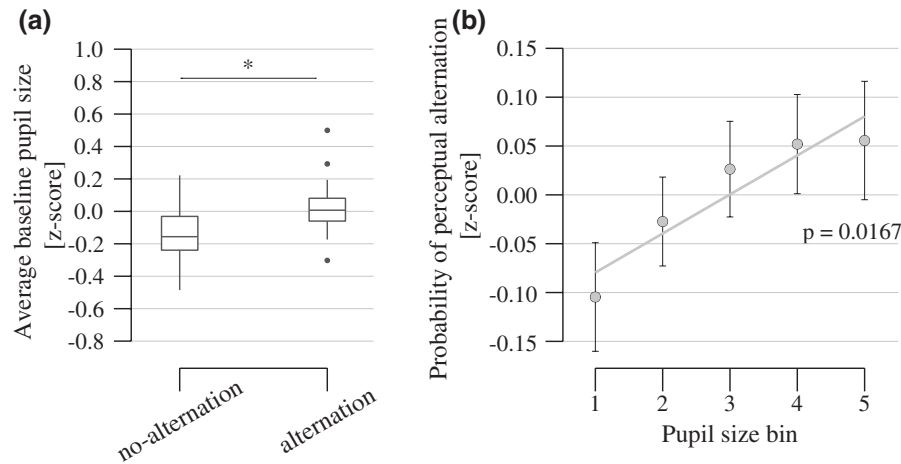 (a)
Average baseline pupil size
[z-score]
1.0
0.8
0.6
0.4
0.2
0.0
-0.2
-0.4
-0.6
-0.8
*
no-alternation
alternation
(b)
Probability of perceptual alternation
[z-score]
0.15
0.10
0.05
0.00
-0.05
-0.10
-0.15
p = 0.0167
1 2 3 4 5
Pupil size bin